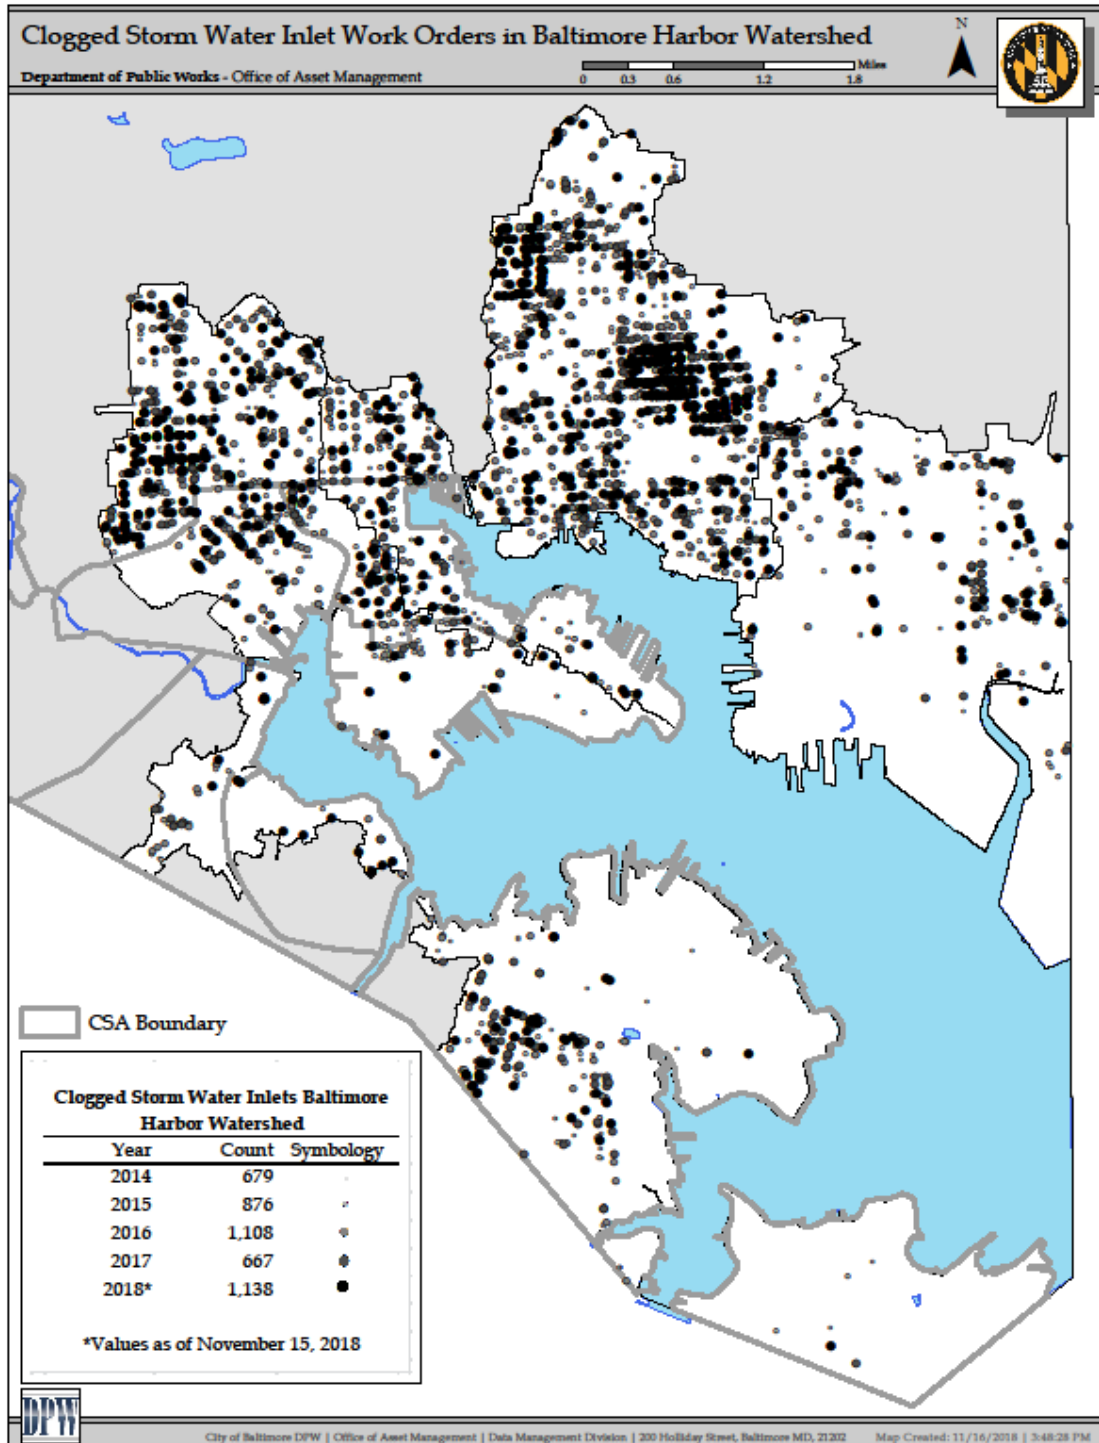 Clogged Storm Water Inlet Work Orders in Baltimore Harbor Watershed
N
Department of Public Works - Office of Asset Management
Miles
0 0.3 0.6 1.2 1.8
CSA Boundary
Clogged Storm Water Inlets Baltimore
Harbor Watershed
Year Count Symbology
2014 679
2015 876
2016 1,108
2017 667
2018* 1,138
*Values as of November 15, 2018
DPW
City of Baltimore DPW | Office of Asset Management | Data Management Division | 200 Holliday Street, Baltimore MD, 21202 Map Created: 11/16/2018 | 3:48:28 PM